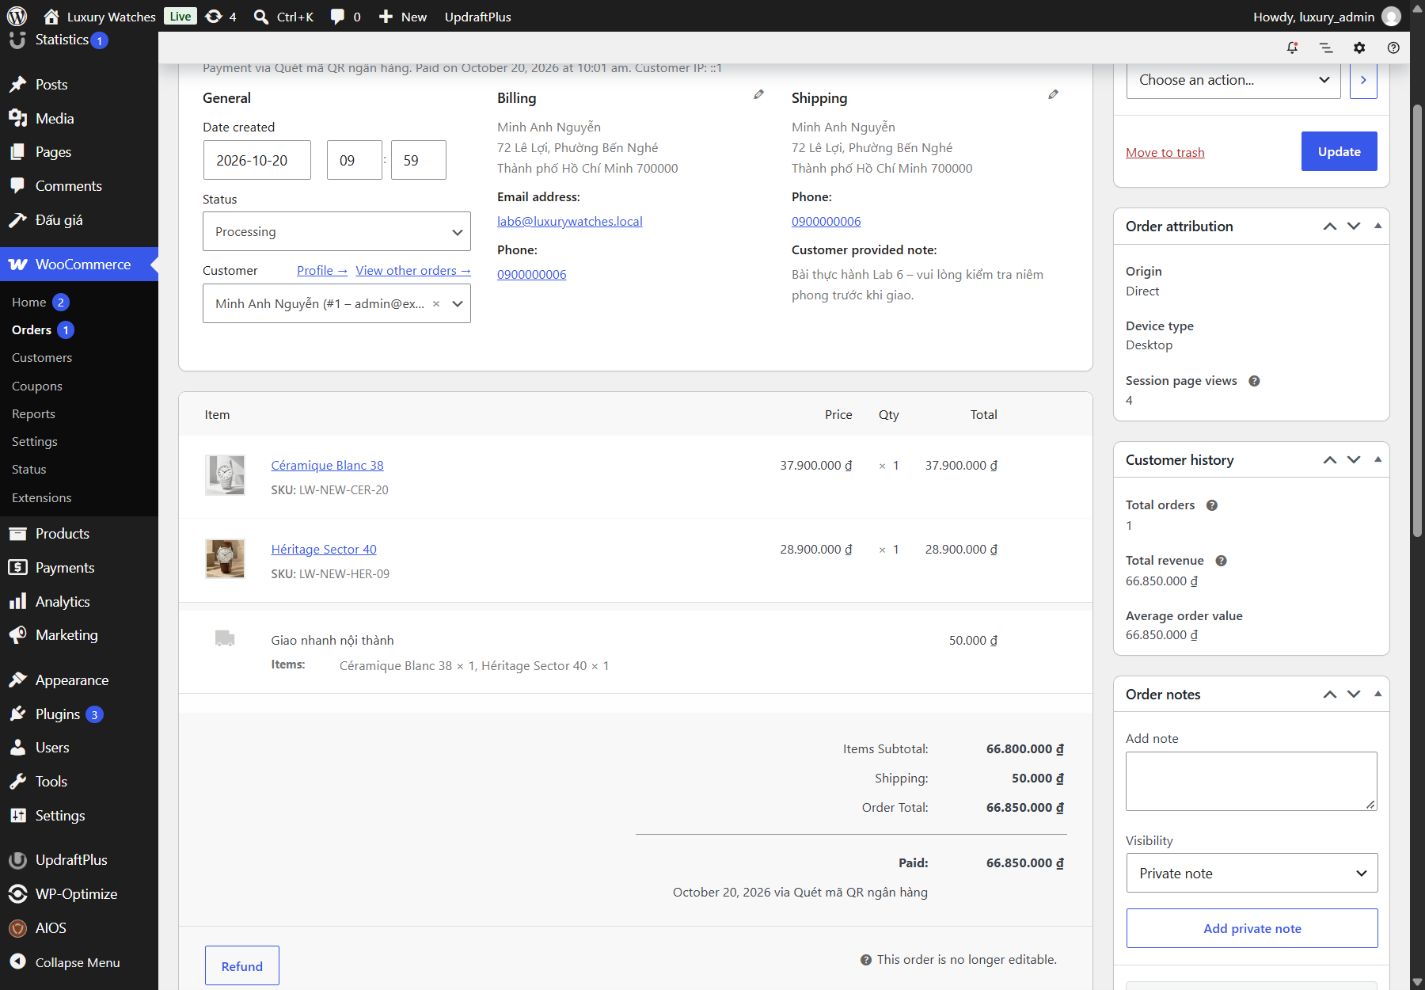 Luxury Watches Live 4 Ctrl+K 0 New UpdraftPlus Howdy, luxury_admin
Statistics 1
Posts
Media
Pages
Comments
Đấu giá
WooCommerce
Home 2
Orders 1
Customers
Coupons
Reports
Settings
Status
Extensions
Products
Payments
Analytics
Marketing
Appearance
Plugins 3
Users
Tools
Settings
UpdraftPlus
WP-Optimize
AIOS
Collapse Menu
Payment via Quét mã QR ngân hàng. Paid on October 20, 2026 at 10:01 am. Customer IP: ::1
General
Date created
2026-10-20 09 : 59
Status
Processing
Customer Profile → View other orders →
Minh Anh Nguyễn (#1 – admin@ex... ×
Billing
Minh Anh Nguyễn
72 Lê Lợi, Phường Bến Nghé
Thành phố Hồ Chí Minh 700000
Email address:
lab6@luxurywatches.local
Phone:
0900000006
Shipping
Minh Anh Nguyễn
72 Lê Lợi, Phường Bến Nghé
Thành phố Hồ Chí Minh 700000
Phone:
0900000006
Customer provided note:
Bài thực hành Lab 6 – vui lòng kiểm tra niêm
phong trước khi giao.
Item Price Qty Total
Céramique Blanc 38 37.900.000 ₫ × 1 37.900.000 ₫
SKU: LW-NEW-CER-20
Héritage Sector 40 28.900.000 ₫ × 1 28.900.000 ₫
SKU: LW-NEW-HER-09
Giao nhanh nội thành 50.000 ₫
Items: Céramique Blanc 38 × 1, Héritage Sector 40 × 1
Items Subtotal: 66.800.000 ₫
Shipping: 50.000 ₫
Order Total: 66.850.000 ₫
Paid: 66.850.000 ₫
October 20, 2026 via Quét mã QR ngân hàng
Refund
This order is no longer editable.
Choose an action...
Move to trash Update
Order attribution
Origin
Direct
Device type
Desktop
Session page views
4
Customer history
Total orders
1
Total revenue
66.850.000 ₫
Average order value
66.850.000 ₫
Order notes
Add note
Visibility
Private note
Add private note